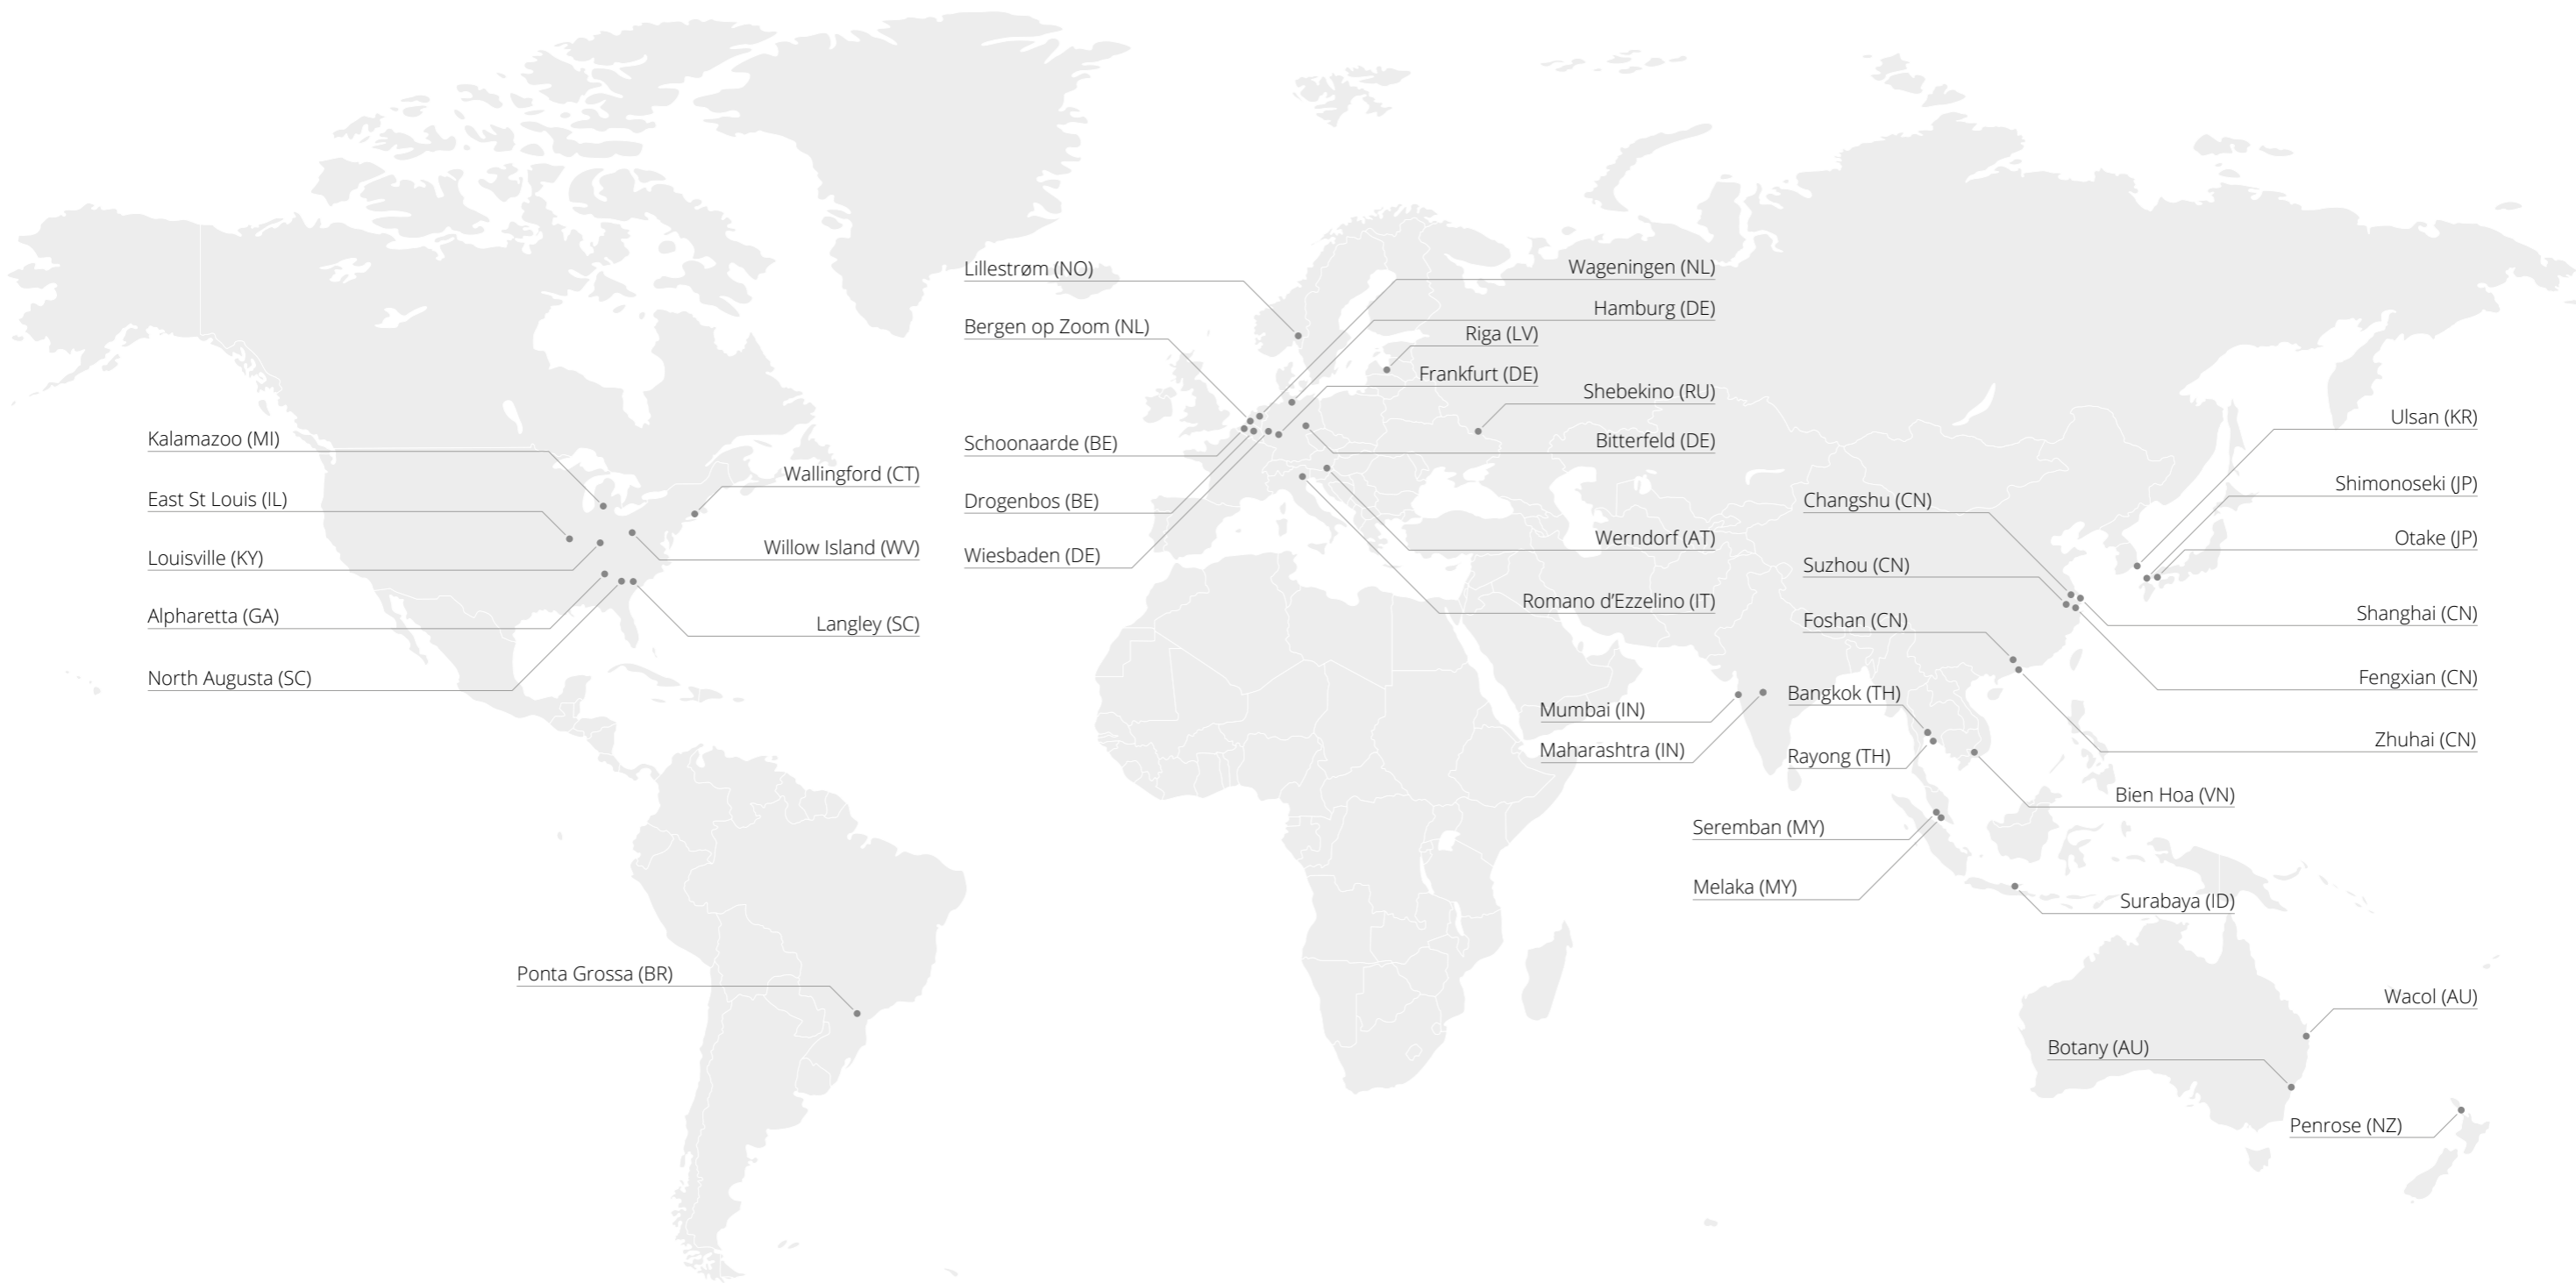 Lillestrøm (NO)
Bergen op Zoom (NL)
Schoonaarde (BE)
Drogenbos (BE)
Wiesbaden (DE)
Wageningen (NL)
Hamburg (DE)
Riga (LV)
Frankfurt (DE)
Shebekino (RU)
Bitterfeld (DE)
Werndorf (AT)
Romano d’Ezzelino (IT)
Kalamazoo (MI)
East St Louis (IL)
Louisville (KY)
Alpharetta (GA)
North Augusta (SC)
Wallingford (CT)
Willow Island (WV)
Langley (SC)
Ponta Grossa (BR)
Mumbai (IN)
Maharashtra (IN)
Changshu (CN)
Suzhou (CN)
Foshan (CN)
Bangkok (TH)
Rayong (TH)
Seremban (MY)
Melaka (MY)
Ulsan (KR)
Shimonoseki (JP)
Otake (JP)
Shanghai (CN)
Fengxian (CN)
Zhuhai (CN)
Bien Hoa (VN)
Surabaya (ID)
Wacol (AU)
Botany (AU)
Penrose (NZ)